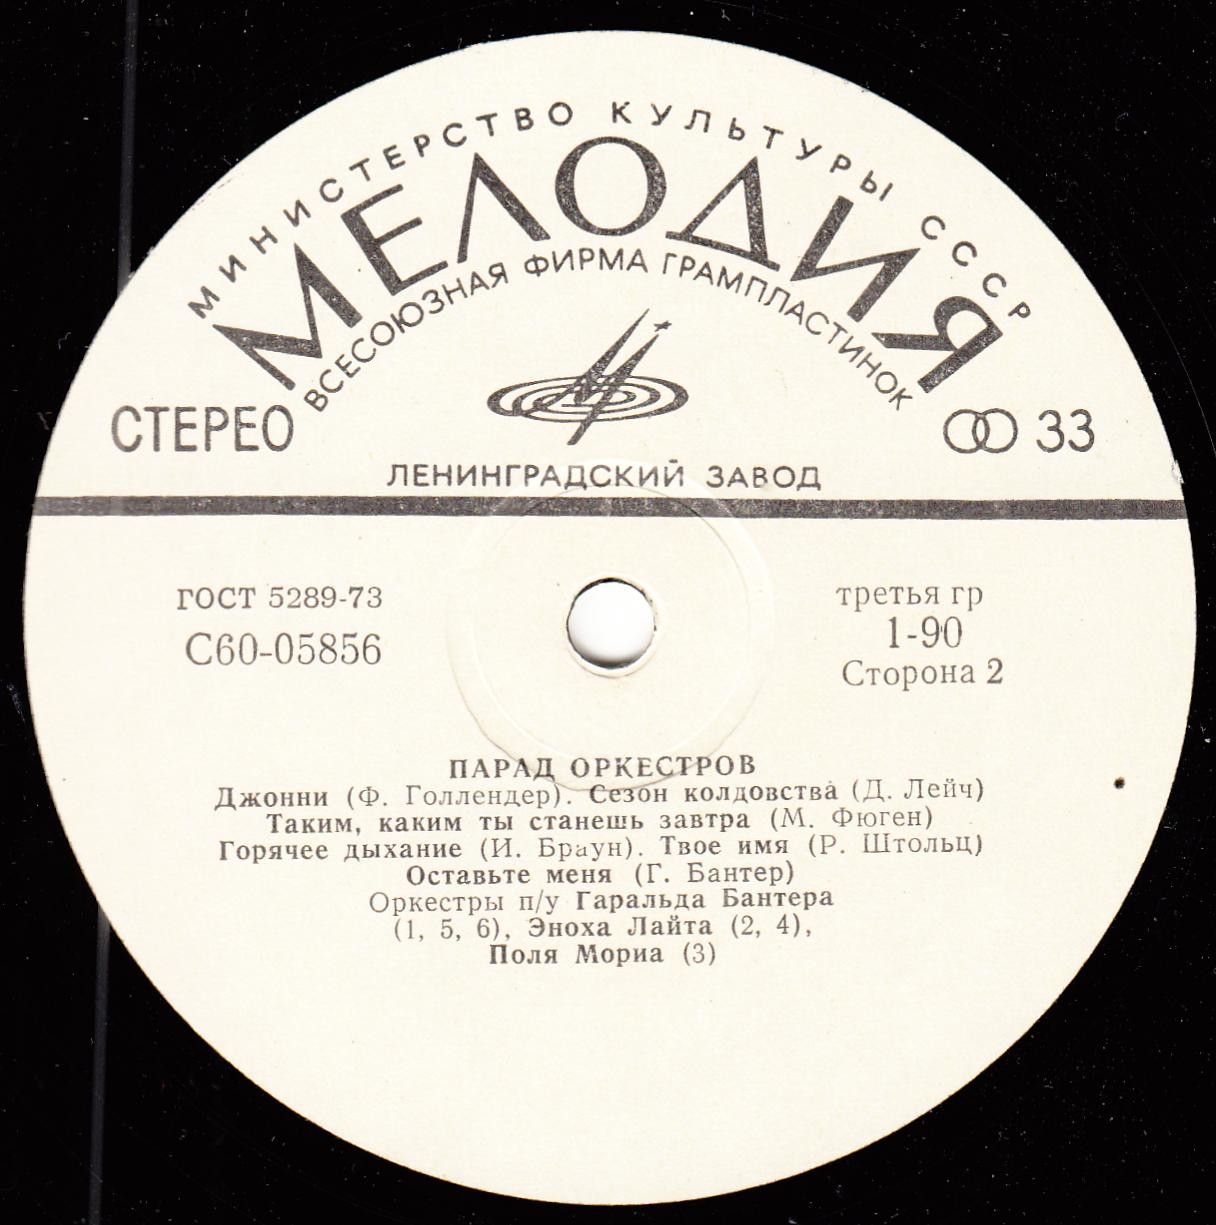 МИНИСТЕРСТВО КУЛЬТУРЫ СССР
МЕЛОДИЯ
ВСЕСОЮЗНАЯ ФИРМА ГРАМПЛАСТИНОК
СТЕРЕО
33
ЛЕНИНГРАДСКИЙ ЗАВОД
ГОСТ 5289-73
С60-05856
третья гр
1-90
Сторона 2
ПАРАД ОРКЕСТРОВ
Джонни (Ф. Голлендер). Сезон колдовства (Д. Лейч)
Таким, каким ты станешь завтра (М. Фюген)
Горячее дыхание (И. Браун). Твое имя (Р. Штольц)
Оставьте меня (Г. Бантер)
Оркестры п/у Гаральда Бантера
(1, 5, 6), Эноха Лайта (2, 4),
Поля Мориа (3)